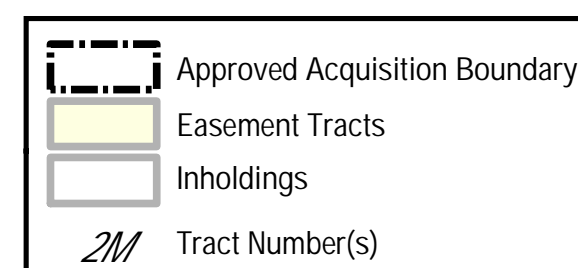 Approved Acquisition Boundary
Easement Tracts
Inholdings
2M Tract Number(s)